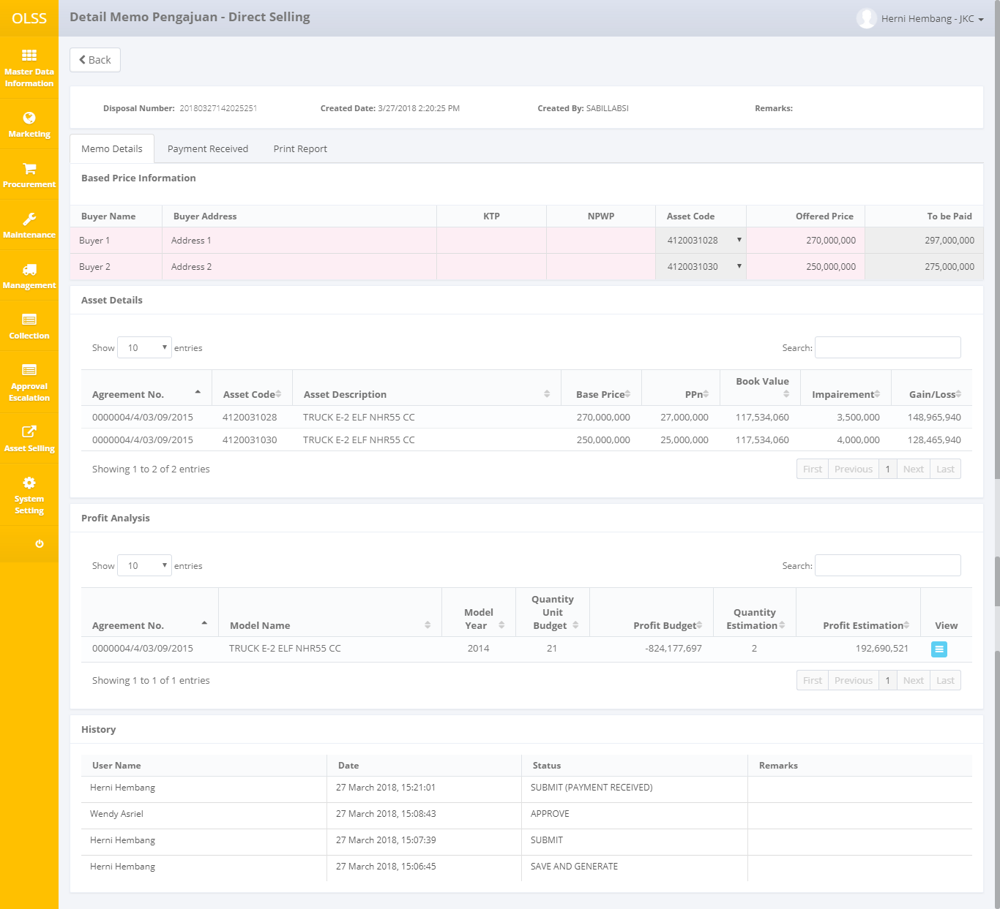 OLSS
Detail Memo Pengajuan - Direct Selling
Herni Hembang - JKC
Master Data
Information
Marketing
Procurement
Maintenance
Management
Collection
Approval
Escalation
Asset Selling
System
Setting
Back
Disposal Number: 20180327142025251 Created Date: 3/27/2018 2:20:25 PM Created By: SABILLABSI Remarks:
Memo Details Payment Received Print Report
Based Price Information
Buyer Name Buyer Address KTP NPWP Asset Code Offered Price To be Paid
Buyer 1 Address 1 4120031028 270,000,000 297,000,000
Buyer 2 Address 2 4120031030 250,000,000 275,000,000
Asset Details
Show 10 entries Search:
Agreement No. Asset Code Asset Description Base Price PPn Book Value Impairement Gain/Loss
0000004/4/03/09/2015 4120031028 TRUCK E-2 ELF NHR55 CC 270,000,000 27,000,000 117,534,060 3,500,000 148,965,940
0000004/4/03/09/2015 4120031030 TRUCK E-2 ELF NHR55 CC 250,000,000 25,000,000 117,534,060 4,000,000 128,465,940
Showing 1 to 2 of 2 entries First Previous 1 Next Last
Profit Analysis
Show 10 entries Search:
Agreement No. Model Name Model Year Quantity Unit Budget Profit Budget Quantity Estimation Profit Estimation View
0000004/4/03/09/2015 TRUCK E-2 ELF NHR55 CC 2014 21 -824,177,697 2 192,690,521
Showing 1 to 1 of 1 entries First Previous 1 Next Last
History
User Name Date Status Remarks
Herni Hembang 27 March 2018, 15:21:01 SUBMIT (PAYMENT RECEIVED)
Wendy Asriel 27 March 2018, 15:08:43 APPROVE
Herni Hembang 27 March 2018, 15:07:39 SUBMIT
Herni Hembang 27 March 2018, 15:06:45 SAVE AND GENERATE